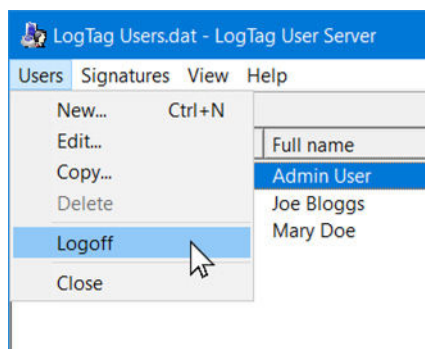 LogTag Users.dat - LogTag User Server
Users Signatures View Help
New... Ctrl+N
Edit...
Copy...
Delete
Logoff
Close
Full name
Admin User
Joe Bloggs
Mary Doe